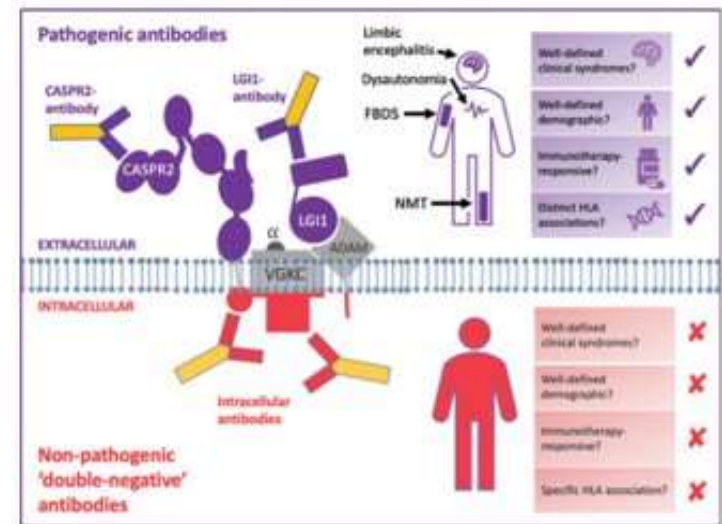 Pathogenic antibodies
CASPR2-
antibody
LGI1-
antibody
CASPR2
LGI1
α
ADAM
VGKC
EXTRACELLULAR
INTRACELLULAR
Limbic
encephalitis
Dysautonomia
FBDS
NMT
Well-defined
clinical syndromes?
Well-defined
demographic?
Immunotherapy-
responsive?
Distinct HLA
associations?
Intracellular
antibodies
Non-pathogenic
'double-negative'
antibodies
Well-defined
clinical syndromes?
Well-defined
demographic?
Immunotherapy-
responsive?
Specific HLA association?